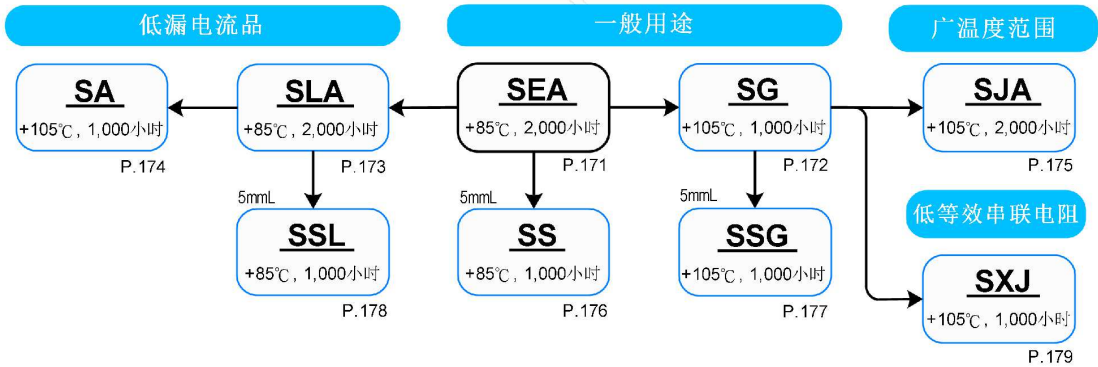 低漏电流品
一般用途
广温度范围
SA
+105℃, 1,000小时
P.174
SLA
+85℃, 2,000小时
P.173
SEA
+85℃, 2,000小时
P.171
SG
+105℃, 1,000小时
P.172
SJA
+105℃, 2,000小时
P.175
5mmL
SSL
+85℃, 1,000小时
P.178
5mmL
SS
+85℃, 1,000小时
P.176
5mmL
SSG
+105℃, 1,000小时
P.177
低等效串联电阻
SXJ
+105℃, 1,000小时
P.179